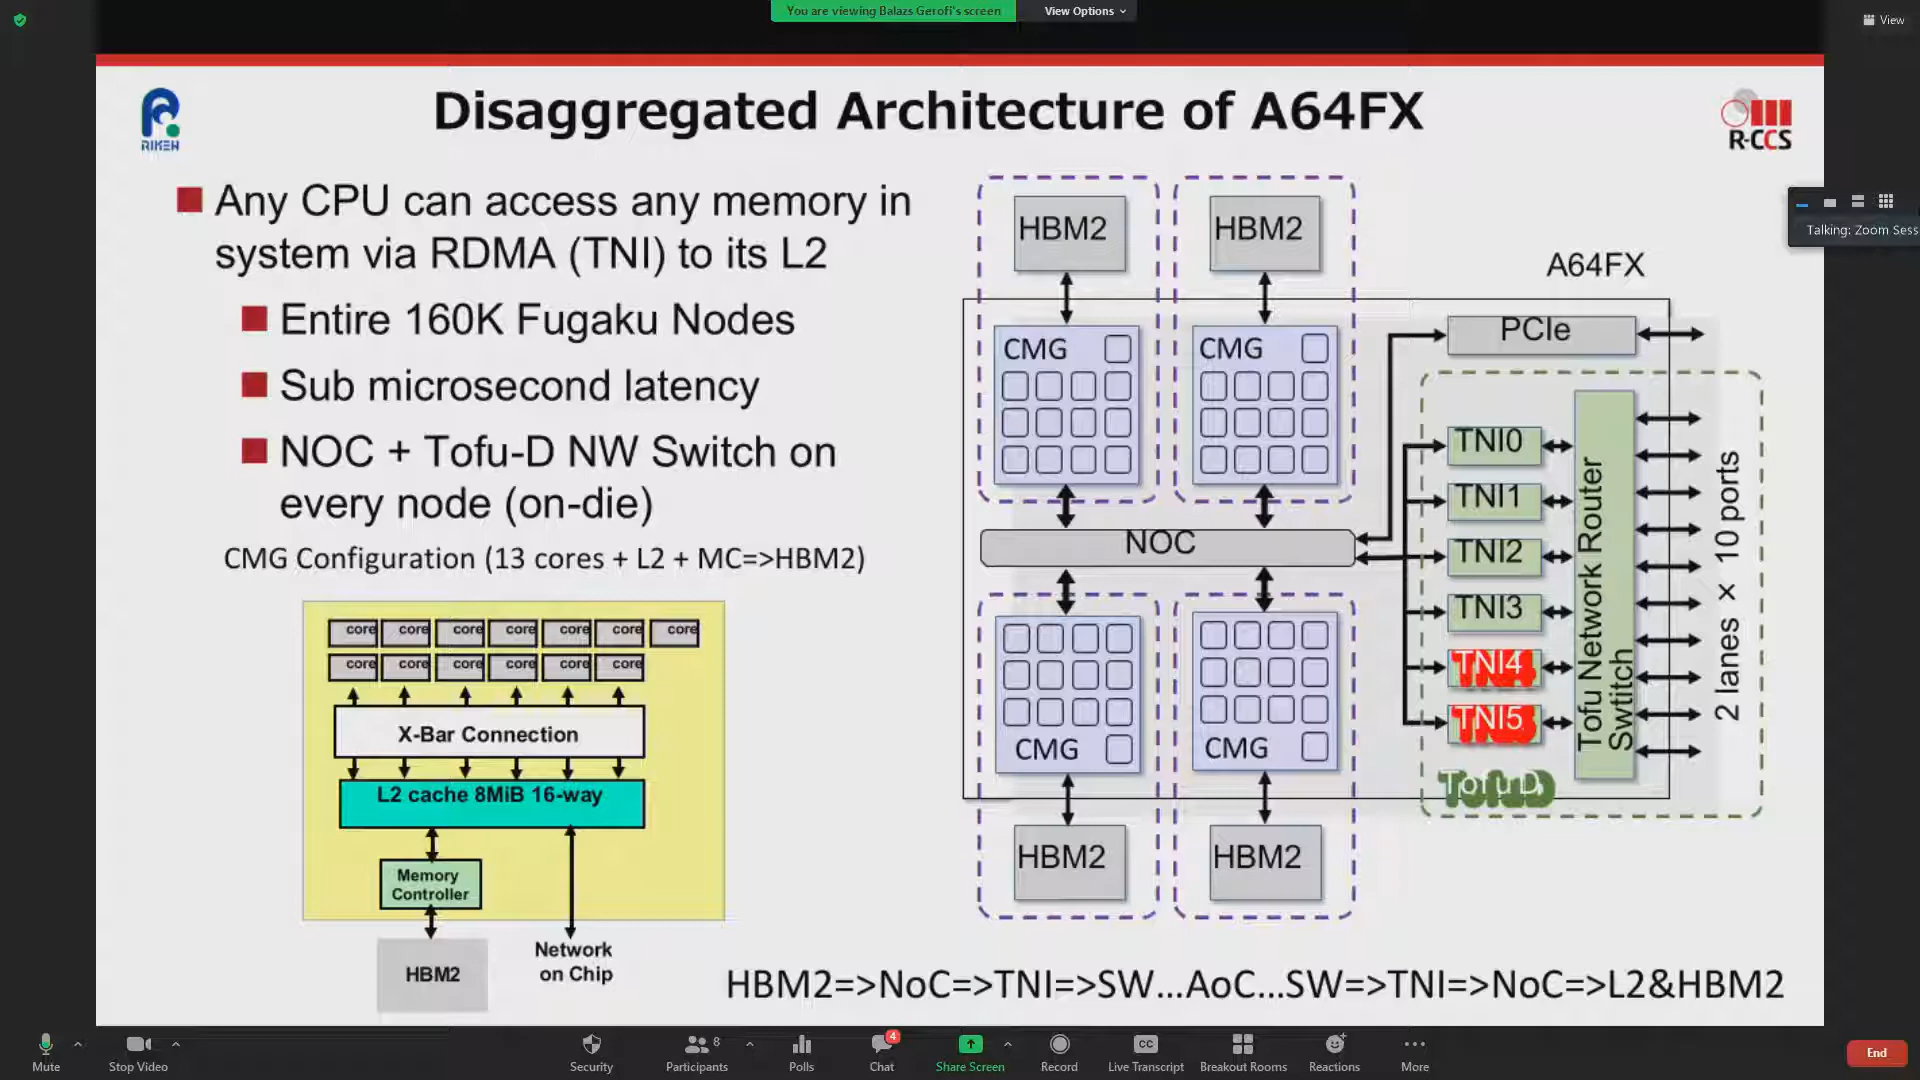 You are viewing Balazs Gerofi's screen
View Options
View
Disaggregated Architecture of A64FX
RIKEN
R-CCS
Any CPU can access any memory in
system via RDMA (TNI) to its L2
Entire 160K Fugaku Nodes
Sub microsecond latency
NOC + Tofu-D NW Switch on
every node (on-die)
CMG Configuration (13 cores + L2 + MC=>HBM2)
core core core core core core core
core core core core core core
X-Bar Connection
L2 cache 8MiB 16-way
Memory
Controller
HBM2
Network
on Chip
HBM2
HBM2
CMG
CMG
NOC
CMG
CMG
HBM2
HBM2
A64FX
PCIe
TNI0
TNI1
TNI2
TNI3
TNI4
TNI5
Tofu Network Router
Swtitch
2 lanes × 10 ports
Tofu D
HBM2=>NoC=>TNI=>SW...AoC...SW=>TNI=>NoC=>L2&HBM2
Talking: Zoom Sess
Mute
Stop Video
Security
Participants
8
Polls
Chat
4
Share Screen
Record
CC
Live Transcript
Breakout Rooms
Reactions
More
End